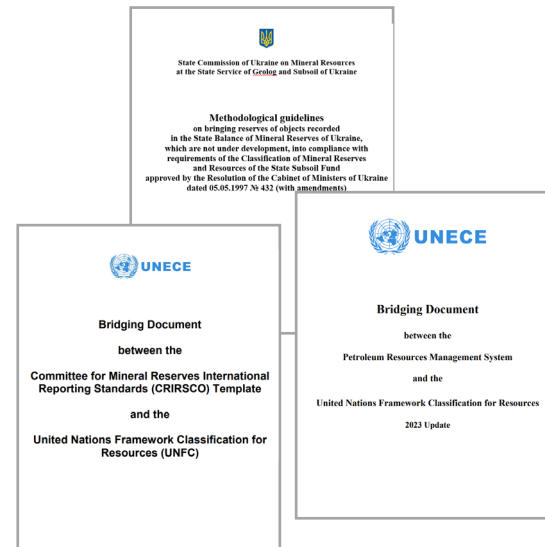 State Commission of Ukraine on Mineral Resources
at the State Service of Geolog and Subsoil of Ukraine
Methodological guidelines
on bringing reserves of objects recorded
in the State Balance of Mineral Reserves of Ukraine,
which are not under development, into compliance with
requirements of the Classification of Mineral Reserves
and Resources of the State Subsoil Fund
approved by the Resolution of the Cabinet of Ministers of Ukraine
dated 05.05.1997 № 432 (with amendments)
UNECE
Bridging Document
between the
Committee for Mineral Reserves International
Reporting Standards (CRIRSCO) Template
and the
United Nations Framework Classification for
Resources (UNFC)
UNECE
Bridging Document
between the
Petroleum Resources Management System
and the
United Nations Framework Classification for Resources
2023 Update